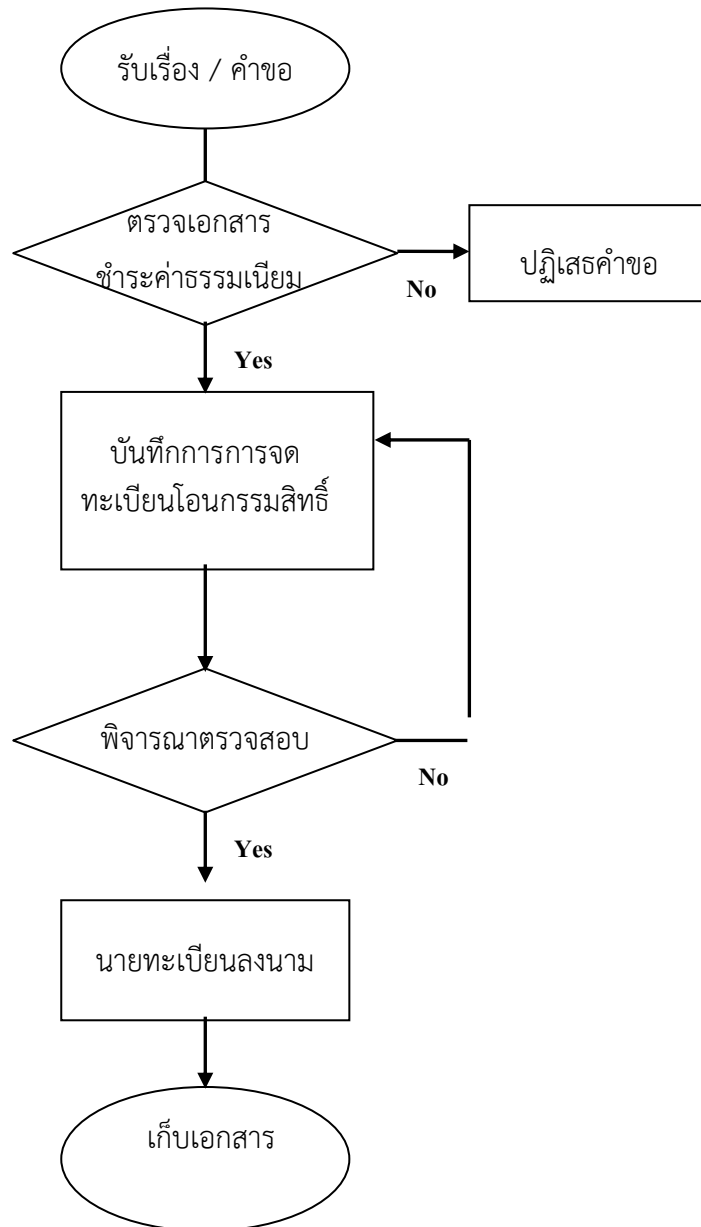 รับเรื่อง / คำขอ
ตรวจเอกสาร
ชำระค่าธรรมเนียม
No
ปฏิเสธคำขอ
Yes
บันทึกการการจด
ทะเบียนโอนกรรมสิทธิ์
พิจารณาตรวจสอบ
No
Yes
นายทะเบียนลงนาม
เก็บเอกสาร